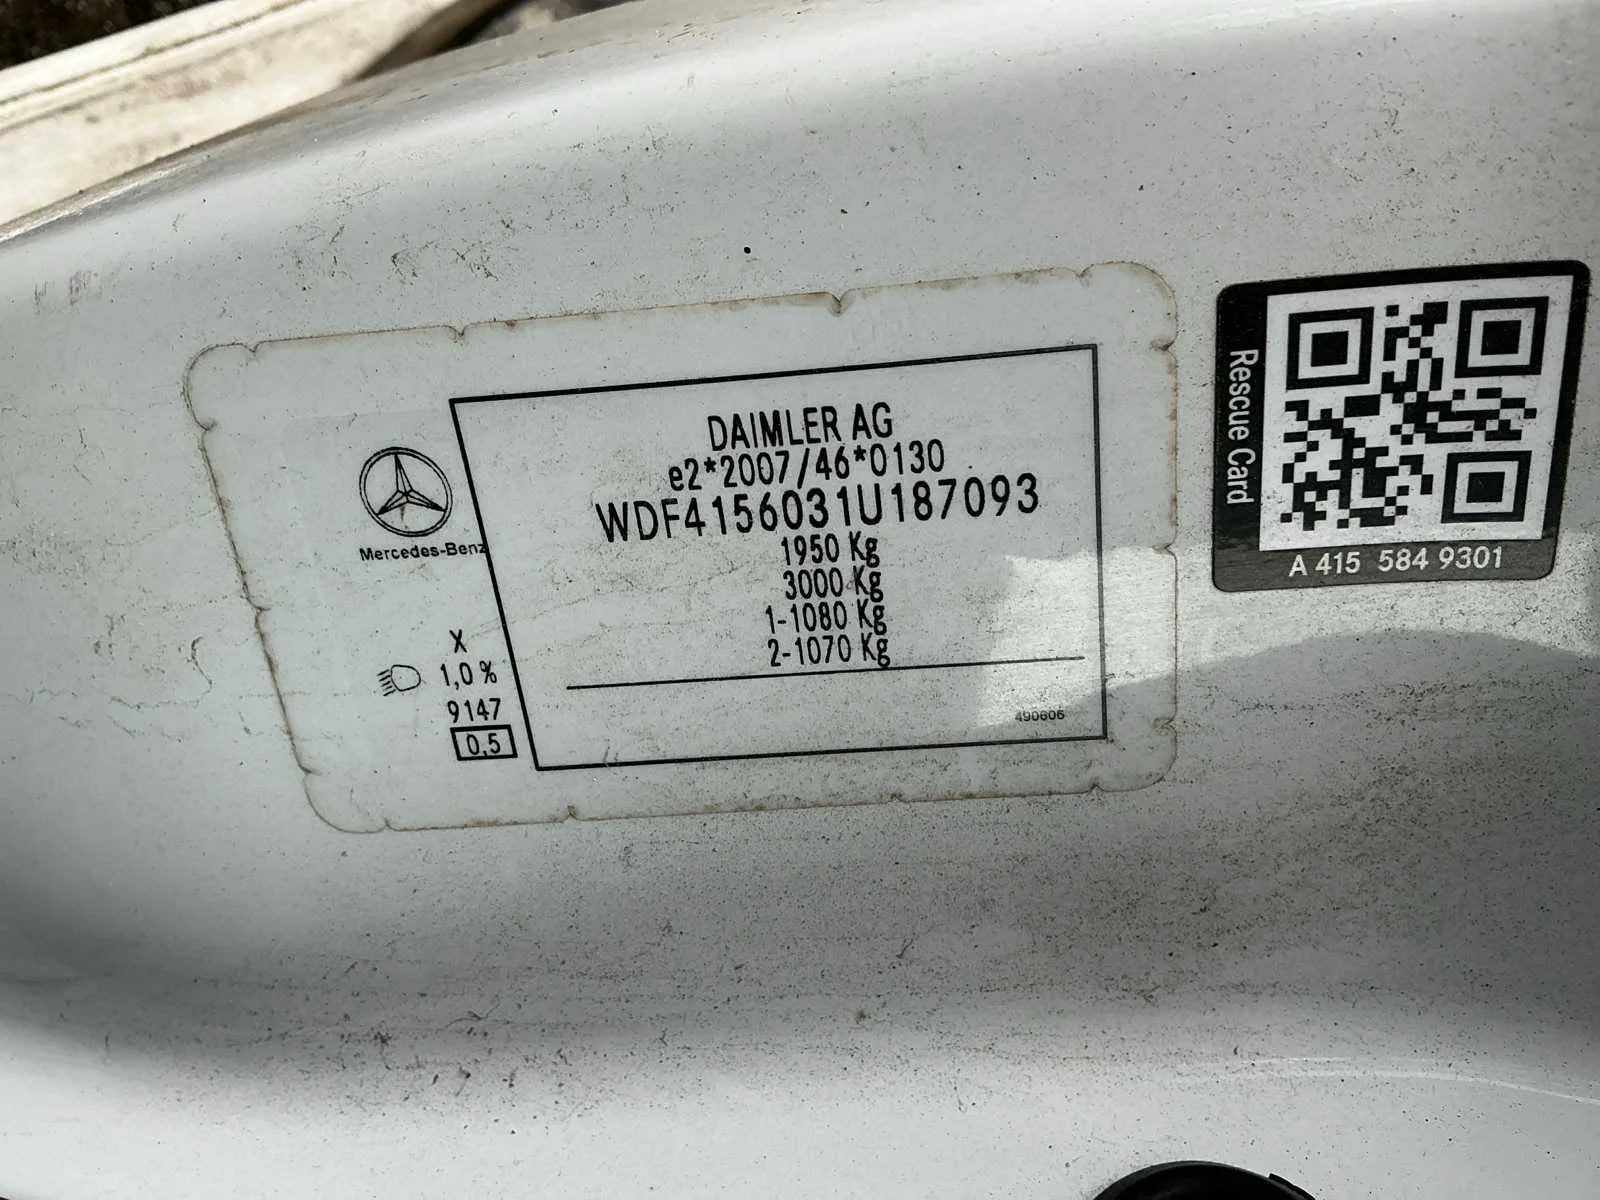 DAIMLER AG
e2*2007/46*0130
WDF4156031U187093
1950 Kg
3000 Kg
1-1080 Kg
2-1070 Kg
490606
Mercedes-Benz
X
1,0 %
9147
0,5
Rescue Card
A 415 584 9301